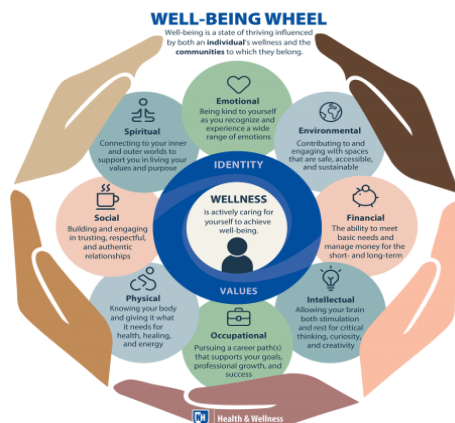 WELL-BEING WHEEL
Well-being is a state of thriving influenced
by both an individual's wellness and the
communities to which they belong.
Emotional
Being kind to yourself
as you recognize and
experience a wide
range of emotions
Spiritual
Connecting to your inner
and outer worlds to
support you in living your
values and purpose
Environmental
Contributing to and
engaging with spaces
that are safe, accessible,
and sustainable
IDENTITY
WELLNESS
is actively caring for
yourself to achieve
well-being.
VALUES
Social
Building and engaging
in trusting, respectful,
and authentic
relationships
Financial
The ability to meet
basic needs and
manage money for the
short- and long-term
Physical
Knowing your body
and giving it what
it needs for
health, healing,
and energy
Intellectual
Allowing your brain
both stimulation
and rest for critical
thinking, curiosity,
and creativity
Occupational
Pursuing a career path(s)
that supports your goals,
professional growth, and
success
Health & Wellness